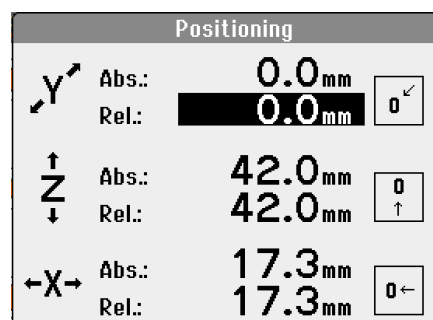 Positioning
Y Abs.: 0.0mm 0↙
Rel.: 0.0mm
Z Abs.: 42.0mm 0
Rel.: 42.0mm ↑
←X→ Abs.: 17.3mm 0←
Rel.: 17.3mm